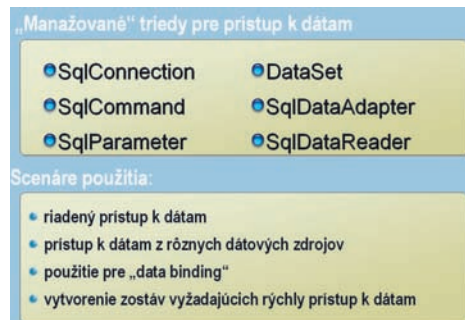 „Manažované“ triedy pre prístup k dátam
SqlConnection
SqlCommand
SqlParameter
DataSet
SqlDataAdapter
SqlDataReader
Scenáre použitia:
riadený prístup k dátam
prístup k dátam z rôznych dátových zdrojov
použitie pre „data binding“
vytvorenie zostáv vyžadajúcich rýchly prístup k dátam